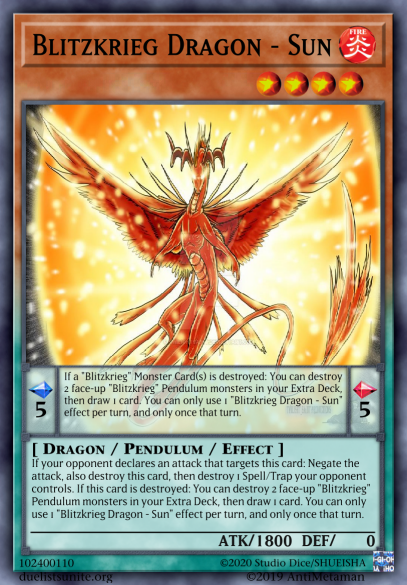 Blitzkrieg Dragon - Sun
FIRE
炎
If a "Blitzkrieg" Monster Card(s) is destroyed: You can destroy
2 face-up "Blitzkrieg" Pendulum monsters in your Extra Deck,
then draw 1 card. You can only use 1 "Blitzkrieg Dragon - Sun"
effect per turn, and only once that turn.
5
5
[ Dragon / Pendulum / Effect ]
If your opponent declares an attack that targets this card: Negate the
attack, also destroy this card, then destroy 1 Spell/Trap your opponent
controls. If this card is destroyed: You can destroy 2 face-up "Blitzkrieg"
Pendulum monsters in your Extra Deck, then draw 1 card. You can only
use 1 "Blitzkrieg Dragon - Sun" effect per turn, and only once that turn.
ATK/1800 DEF/ 0
102400110
©2020 Studio Dice/SHUEISHA
duelistsunite.org
©2019 AntiMetaman